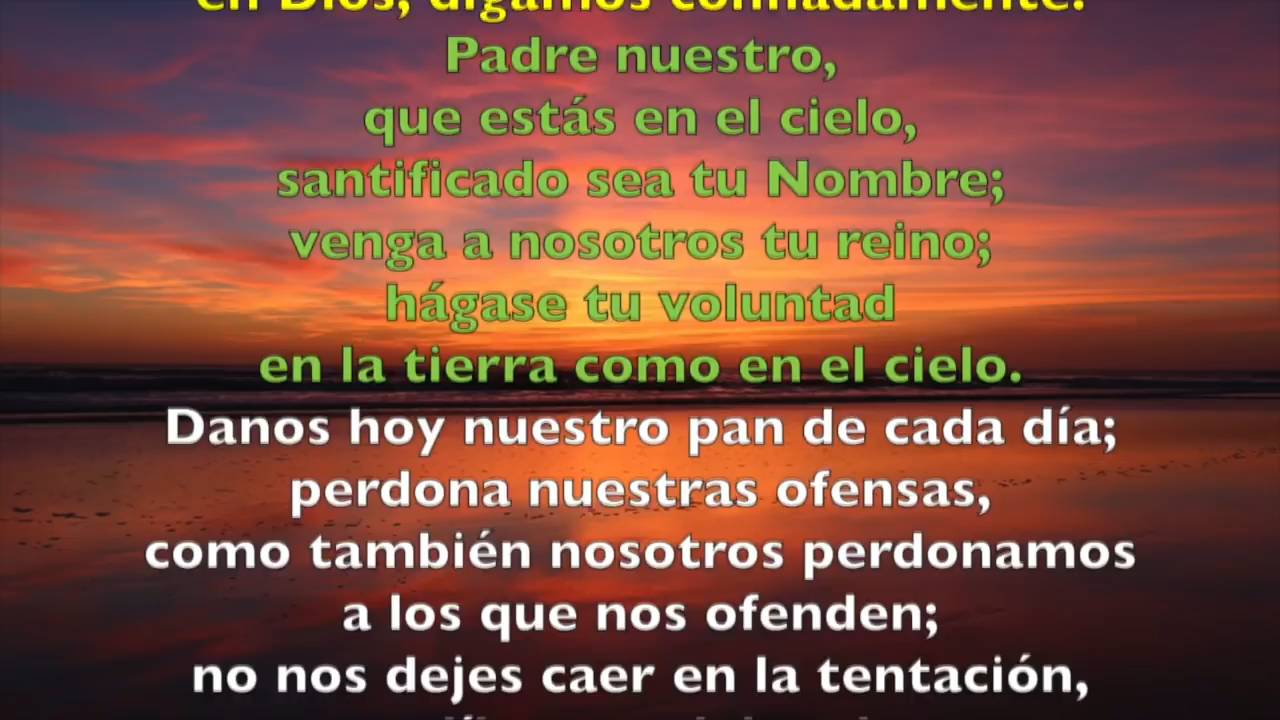 en Dios, digamos confiadamente:
Padre nuestro,
que estás en el cielo,
santificado sea tu Nombre;
venga a nosotros tu reino;
hágase tu voluntad
en la tierra como en el cielo.
Danos hoy nuestro pan de cada día;
perdona nuestras ofensas,
como también nosotros perdonamos
a los que nos ofenden;
no nos dejes caer en la tentación,